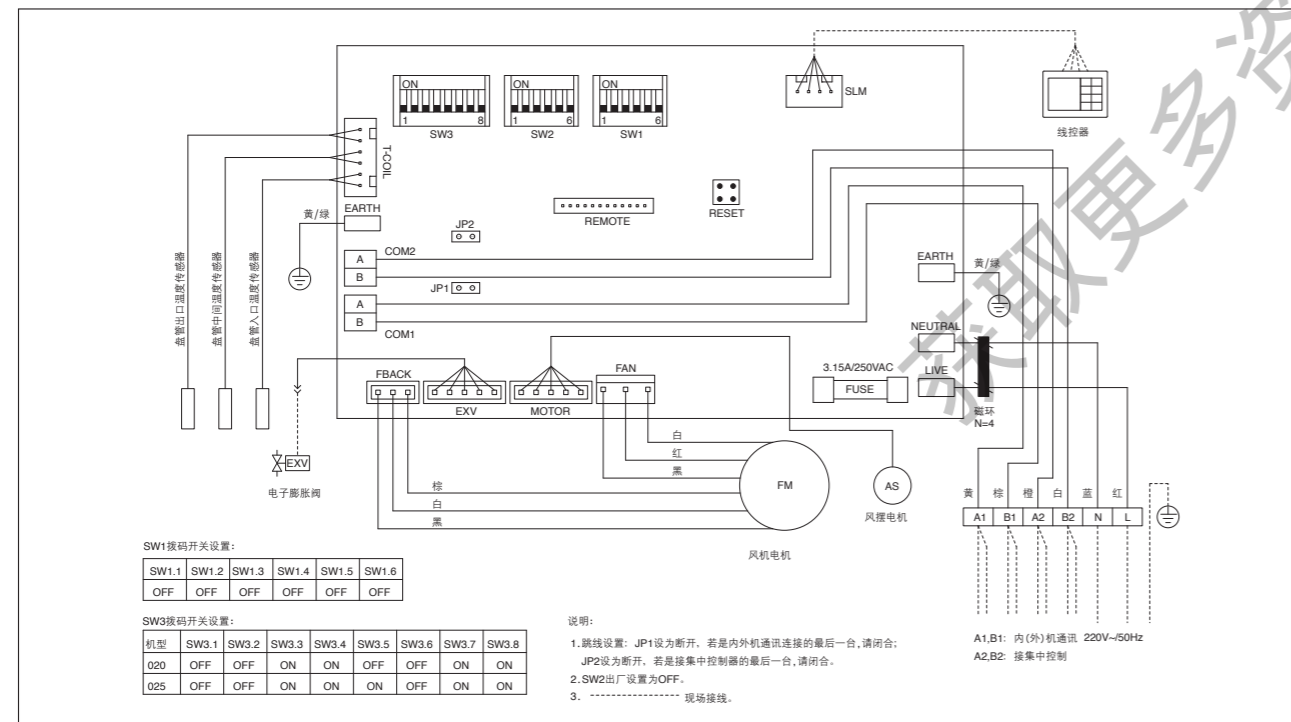 获取更多资
ON
1 8
SW3
ON
1 6
SW2
ON
1 6
SW1
SLM
线控器
T-COIL
黄/绿
EARTH
JP2
REMOTE
RESET
盘管出口温度传感器
盘管中间温度传感器
盘管入口温度传感器
A
B
COM2
JP1
A
B
COM1
EARTH
黄/绿
NEUTRAL
LIVE
3.15A/250VAC
FUSE
磁环
N=4
FBACK
EXV
MOTOR
FAN
白
红
黑
棕
白
黑
FM
风机电机
AS
风摆电机
EXV
电子膨胀阀
黄 棕 橙 白 蓝 红
A1 B1 A2 B2 N L
A1,B1: 内(外)机通讯 220V~/50Hz
A2,B2: 接集中控制
SW1拨码开关设置:
SW1.1 SW1.2 SW1.3 SW1.4 SW1.5 SW1.6
OFF OFF OFF OFF OFF OFF
SW3拨码开关设置:
机型 SW3.1 SW3.2 SW3.3 SW3.4 SW3.5 SW3.6 SW3.7 SW3.8
020 OFF OFF ON ON OFF OFF ON ON
025 OFF OFF ON ON ON OFF ON ON
说明:
1.跳线设置: JP1设为断开, 若是内外机通讯连接的最后一台,请闭合;
JP2设为断开, 若是接集中控制器的最后一台,请闭合。
2.SW2出厂设置为OFF。
3. ---------------- 现场接线。